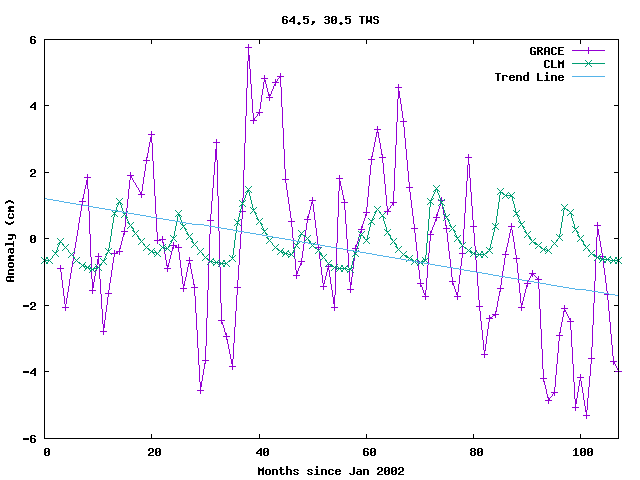 64.5, 30.5 TWS
GRACE
CLM
Trend Line
Anomaly (cm)
6
4
2
0
-2
-4
-6
0 20 40 60 80 100
Months since Jan 2002